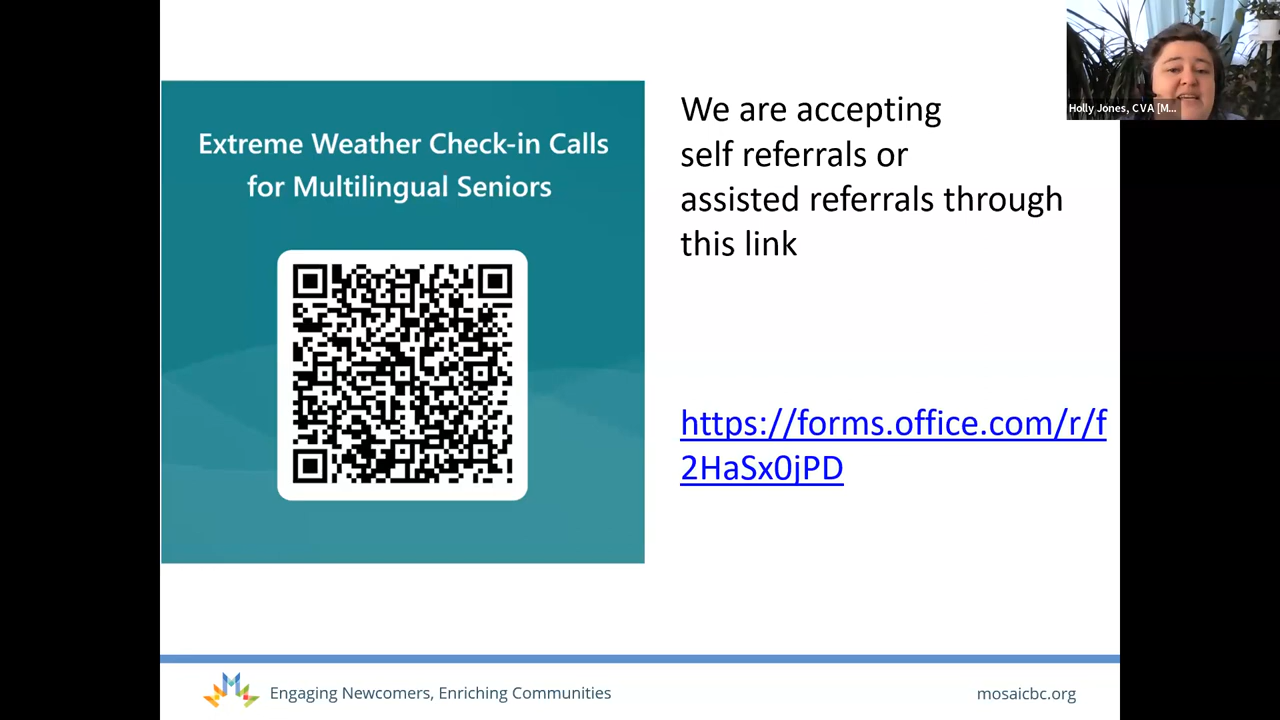 Extreme Weather Check-in Calls
for Multilingual Seniors
We are accepting
self referrals or
assisted referrals through
this link
https://forms.office.com/r/f
2HaSx0jPD
Holly Jones, CVA [M...
Engaging Newcomers, Enriching Communities
mosaicbc.org